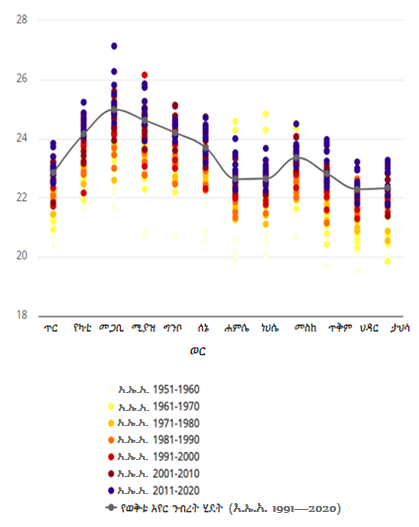 28
26
24
22
20
18
ጥር የካቲ መጋቢ ሚያዝ ግንቦ ሰኔ ሐምሌ ነሀሴ መስከ ጥቅም ህዳር ታህሳ
ወር
እ.ኤ.አ. 1951-1960
እ.ኤ.አ. 1961-1970
እ.ኤ.አ. 1971-1980
እ.ኤ.አ. 1981-1990
እ.ኤ.አ. 1991-2000
እ.ኤ.አ. 2001-2010
እ.ኤ.አ. 2011-2020
የወቅቱ አየር ንብረት ሂደት (እ.ኤ.አ. 1991—2020)